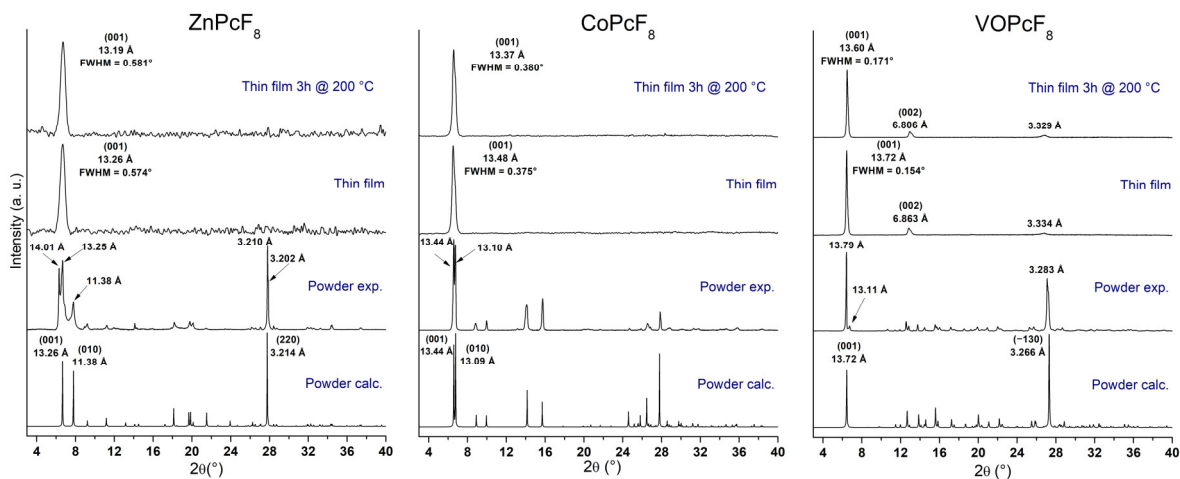 ZnPcF8
(001)
13.19 Å
FWHM = 0.581°
Thin film 3h @ 200 °C
(001)
13.26 Å
FWHM = 0.574°
Thin film
14.01 Å
13.25 Å
11.38 Å
3.210 Å
3.202 Å
Powder exp.
(001)
13.26 Å
(010)
11.38 Å
(220)
3.214 Å
Powder calc.
Intensity (a. u.)
4 8 12 16 20 24 28 32 36 40
2θ(°)
CoPcF8
(001)
13.37 Å
FWHM = 0.380°
Thin film 3h @ 200 °C
(001)
13.48 Å
FWHM = 0.375°
Thin film
13.44 Å
13.10 Å
Powder exp.
(001)
13.44 Å
(010)
13.09 Å
Powder calc.
4 8 12 16 20 24 28 32 36 40
2θ(°)
VOPcF8
(001)
13.60 Å
FWHM = 0.171°
Thin film 3h @ 200 °C
(002)
6.806 Å
3.329 Å
(001)
13.72 Å
FWHM = 0.154°
Thin film
(002)
6.863 Å
3.334 Å
13.79 Å
13.11 Å
3.283 Å
Powder exp.
(001)
13.72 Å
(−130)
3.266 Å
Powder calc.
4 8 12 16 20 24 28 32 36 40
2θ(°)